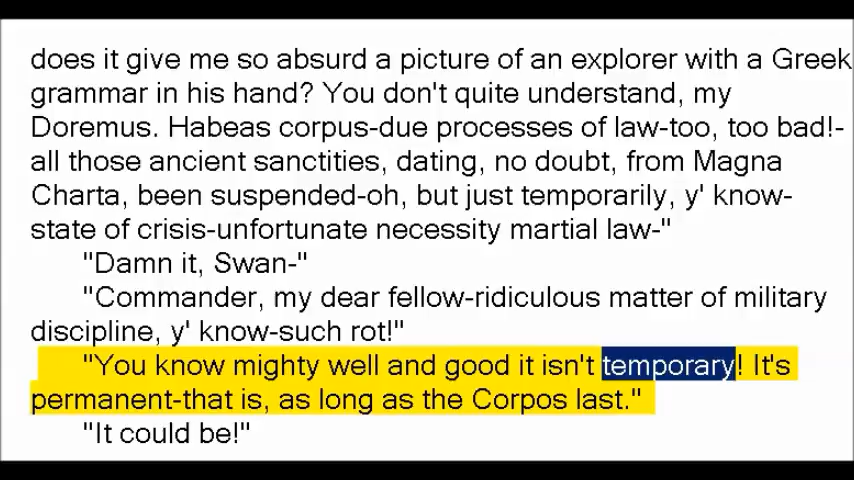 does it give me so absurd a picture of an explorer with a Greek
grammar in his hand? You don't quite understand, my
Doremus. Habeas corpus-due processes of law-too, too bad!-
all those ancient sanctities, dating, no doubt, from Magna
Charta, been suspended-oh, but just temporarily, y' know-
state of crisis-unfortunate necessity martial law-"
"Damn it, Swan-"
"Commander, my dear fellow-ridiculous matter of military
discipline, y' know-such rot!"
"You know mighty well and good it isn't temporary! It's
permanent-that is, as long as the Corpos last."
"It could be!"